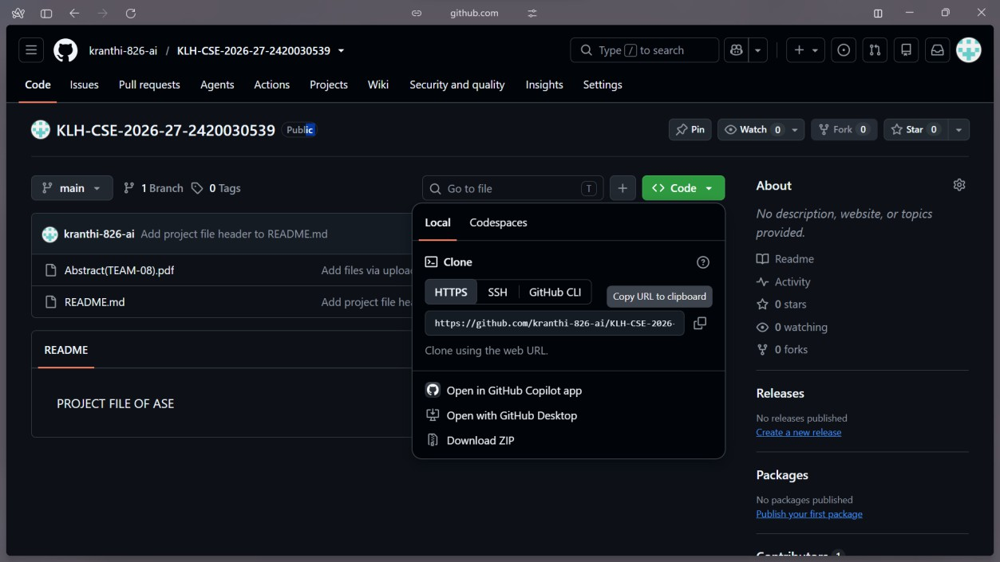 github.com
kranthi-826-ai / KLH-CSE-2026-27-2420030539
Type / to search
Code Issues Pull requests Agents Actions Projects Wiki Security and quality Insights Settings
KLH-CSE-2026-27-2420030539 Public
Pin Watch 0 Fork 0 Star 0
main 1 Branch 0 Tags
Go to file T
Code
About
No description, website, or topics
provided.
Readme
Activity
0 stars
0 watching
0 forks
Releases
No releases published
Create a new release
Packages
No packages published
Publish your first package
Contributors 1
kranthi-826-ai Add project file header to README.md
Abstract(TEAM-08).pdf Add files via uploa
README.md Add project file hea
README
PROJECT FILE OF ASE
Local Codespaces
Clone
HTTPS SSH GitHub CLI
Copy URL to clipboard
https://github.com/kranthi-826-ai/KLH-CSE-2026-
Clone using the web URL.
Open in GitHub Copilot app
Open with GitHub Desktop
Download ZIP